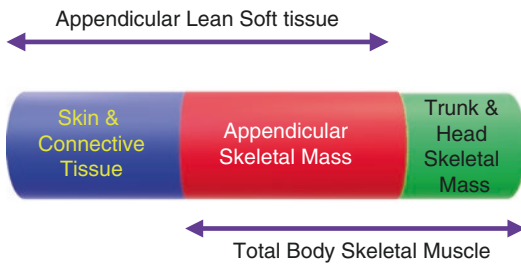 Appendicular Lean Soft tissue
Skin &
Connective
Tissue
Appendicular
Skeletal Mass
Trunk &
Head
Skeletal
Mass
Total Body Skeletal Muscle